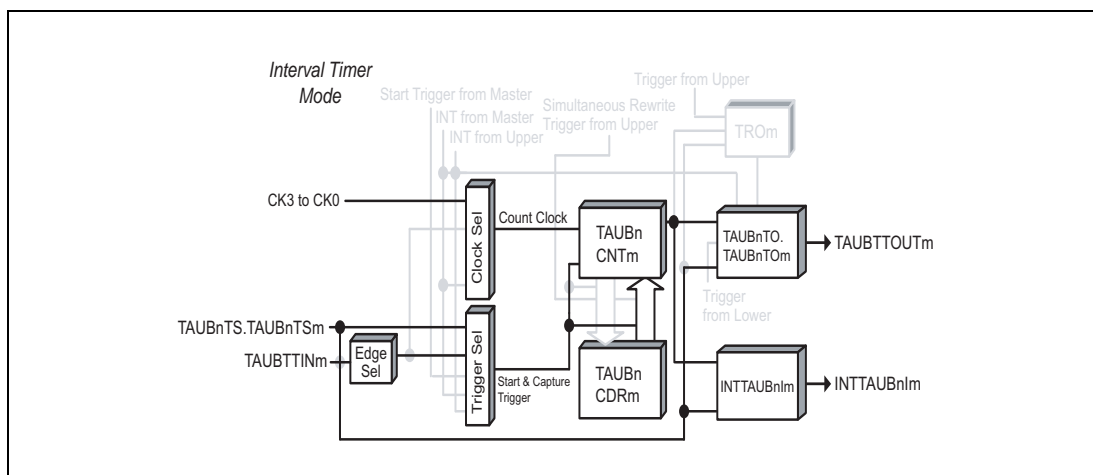 Interval Timer
Mode
Trigger from Upper
Start Trigger from Master
Simultaneous Rewrite
Trigger from Upper
INT from Master
INT from Upper
TROm
CK3 to CK0
Clock Sel
Count Clock
TAUBn
CNTm
TAUBnTO.
TAUBnTOm
TAUBTTOUTm
Trigger
from Lower
TAUBnTS.TAUBnTSm
TAUBTTINm
Edge
Sel
Trigger Sel
Start & Capture
Trigger
TAUBn
CDRm
INTTAUBnIm
INTTAUBnIm